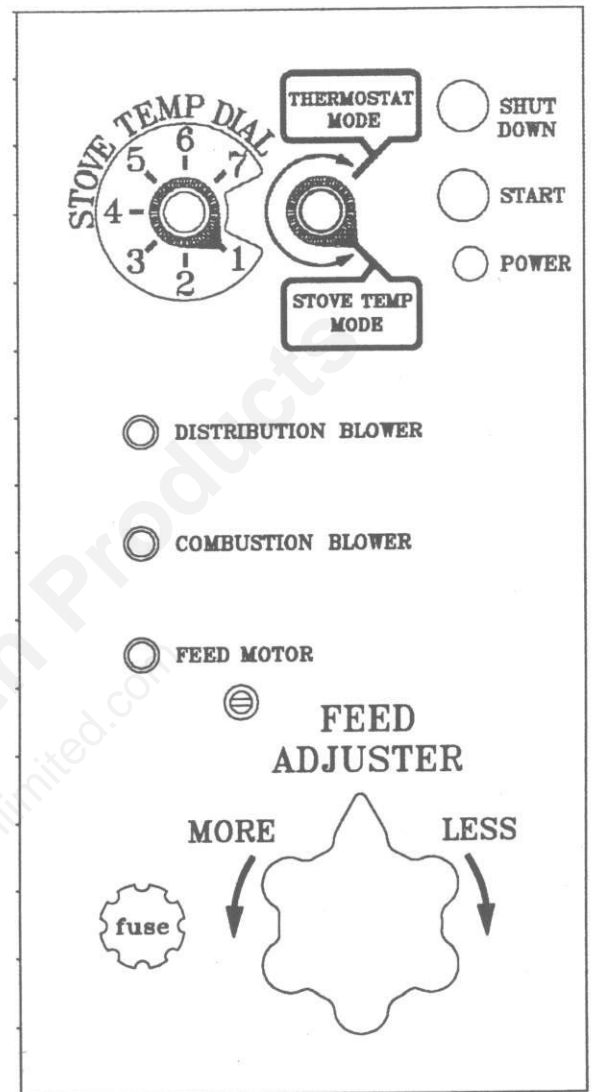 STOVE TEMP DIAL
1
2
3
4
5
6
7
THERMOSTAT
MODE
STOVE TEMP
MODE
SHUT
DOWN
START
POWER
DISTRIBUTION BLOWER
COMBUSTION BLOWER
FEED MOTOR
FEED
ADJUSTER
MORE
LESS
fuse
Products